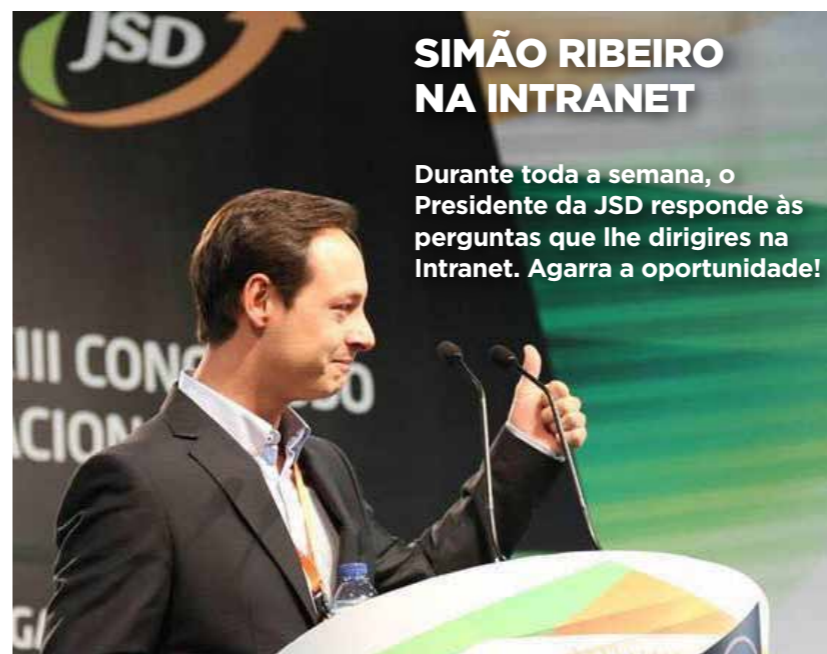 JSD
SIMÃO RIBEIRO
NA INTRANET
Durante toda a semana, o
Presidente da JSD responde às
perguntas que lhe dirigires na
Intranet. Agarra a oportunidade!